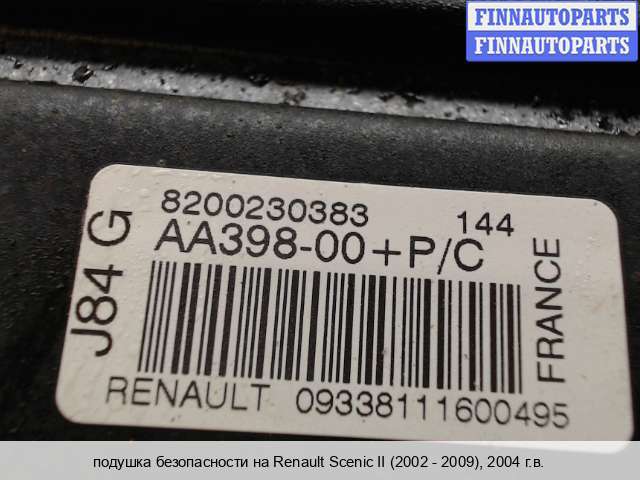 FINNAUTOPARTS
FINNAUTOPARTS
8200230383 144
AA398-00+P/C
J84 G
FRANCE
RENAULT 09338111600495
подушка безопасности на Renault Scenic II (2002 - 2009), 2004 г.в.